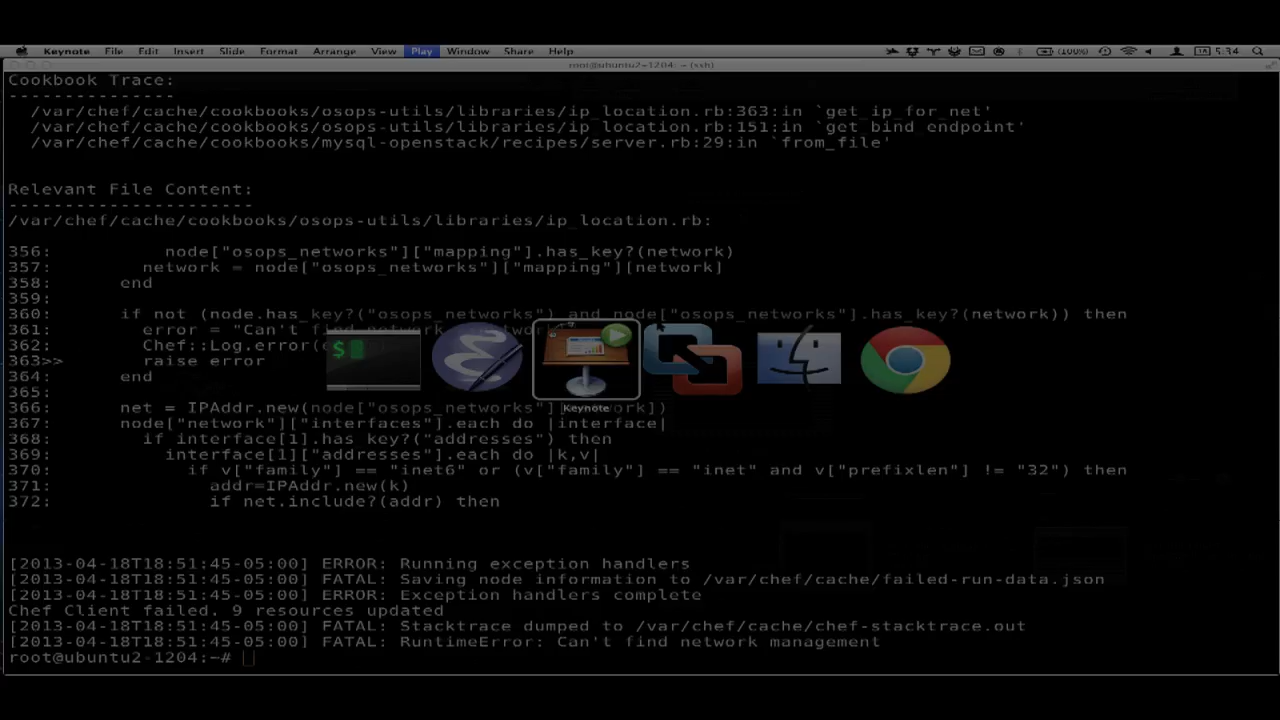 Keynote File Edit Insert Slide Format Arrange View Play Window Share Help (100%) 5:34
root@ubuntu2-1204: ~ (ssh)
Cookbook Trace:
---------------
/var/chef/cache/cookbooks/osops-utils/libraries/ip_location.rb:363:in `get_ip_for_net'
/var/chef/cache/cookbooks/osops-utils/libraries/ip_location.rb:151:in `get_bind_endpoint'
/var/chef/cache/cookbooks/mysql-openstack/recipes/server.rb:29:in `from_file'
Relevant File Content:
----------------------
/var/chef/cache/cookbooks/osops-utils/libraries/ip_location.rb:
356: node["osops_networks"]["mapping"].has_key?(network)
357: network = node["osops_networks"]["mapping"][network]
358: end
359:
360: if not (node.has_key?("osops_networks") and node["osops_networks"].has_key?(network)) then
361: error = "Can't find network
362: Chef::Log.error(
363>> raise error
364: end
365:
366: net = IPAddr.new(node["osops_networks"][network])
367: node["network"]["interfaces"].each do |interface|
368: if interface[1].has_key?("addresses") then
369: interface[1]["addresses"].each do |k,v|
370: if v["family"] == "inet6" or (v["family"] == "inet" and v["prefixlen"] != "32") then
371: addr=IPAddr.new(k)
372: if net.include?(addr) then
$
Keynote
[2013-04-18T18:51:45-05:00] ERROR: Running exception handlers
[2013-04-18T18:51:45-05:00] FATAL: Saving node information to /var/chef/cache/failed-run-data.json
[2013-04-18T18:51:45-05:00] ERROR: Exception handlers complete
Chef Client failed. 9 resources updated
[2013-04-18T18:51:45-05:00] FATAL: Stacktrace dumped to /var/chef/cache/chef-stacktrace.out
[2013-04-18T18:51:45-05:00] FATAL: RuntimeError: Can't find network management
root@ubuntu2-1204:~#